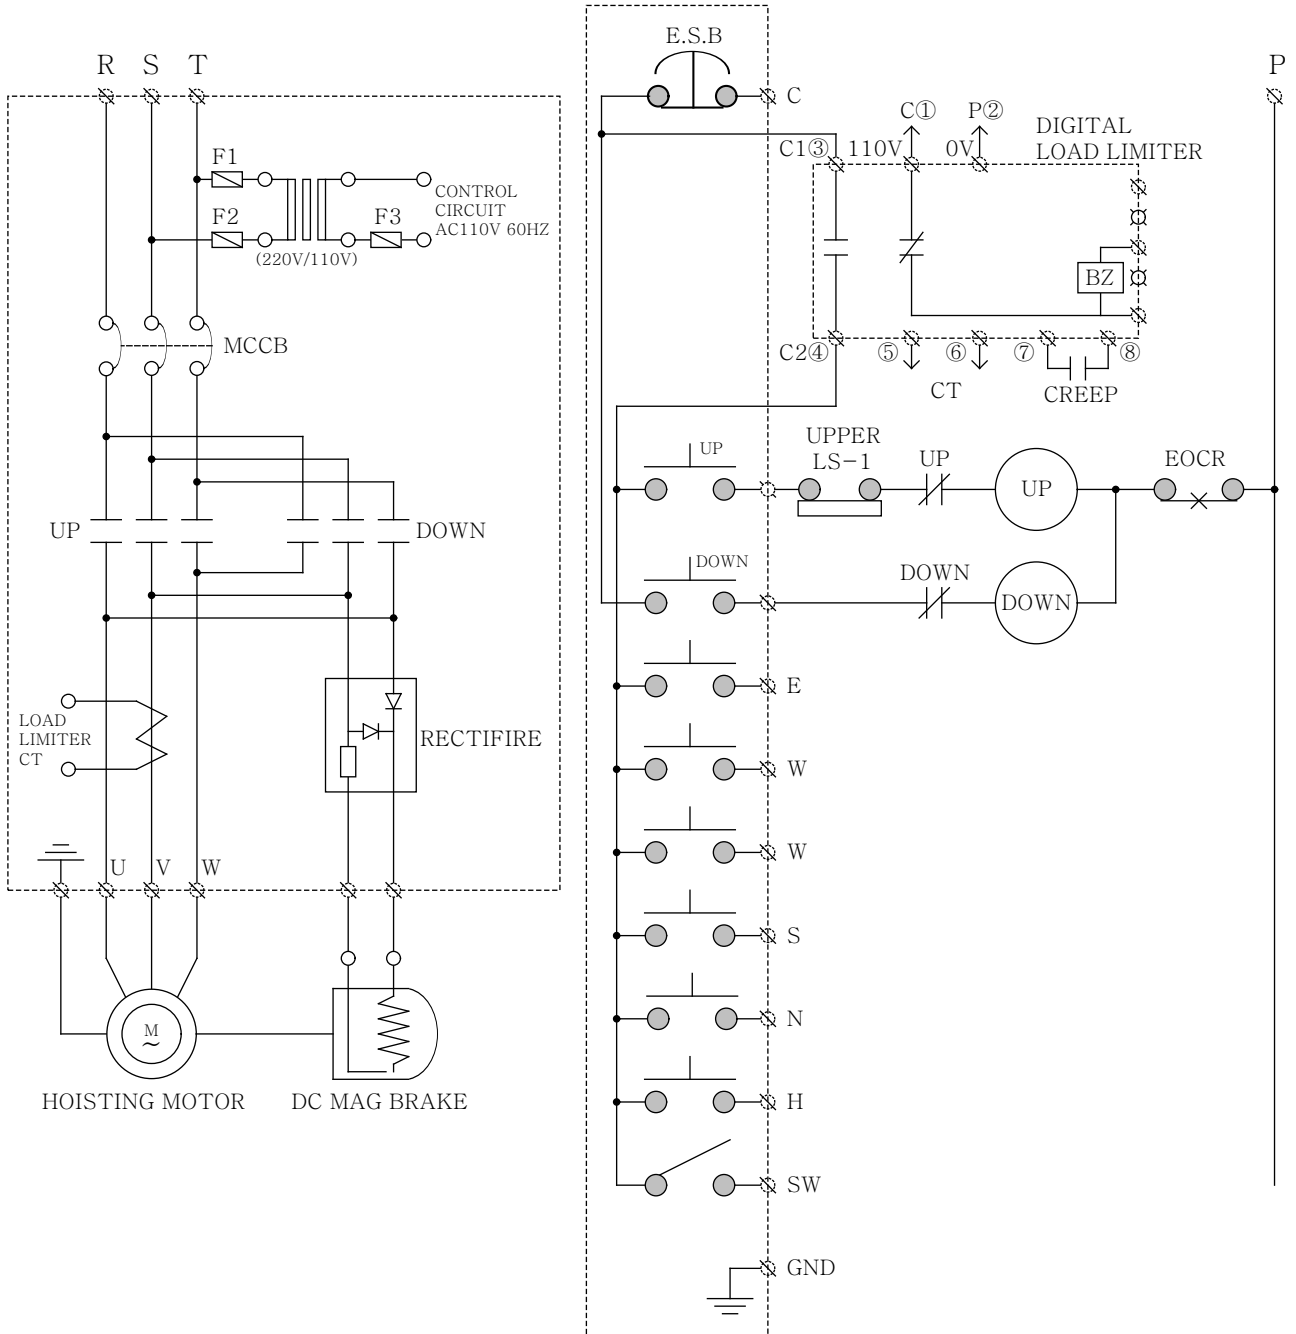 E.S.B
R S T
P
C
C① P②
DIGITAL
LOAD LIMITER
C1③ 110V 0V
F1
CONTROL
CIRCUIT
AC110V 60HZ
F2
F3
(220V/110V)
BZ
MCCB
C2④ ⑤ ⑥ ⑦ ⑧
CT
CREEP
UP
UPPER
LS-1
UP
EOCR
UP
UP
DOWN
DOWN
DOWN
DOWN
E
LOAD
LIMITER
CT
RECTIFIRE
W
W
U V W
S
N
M
~
HOISTING MOTOR
DC MAG BRAKE
H
SW
GND